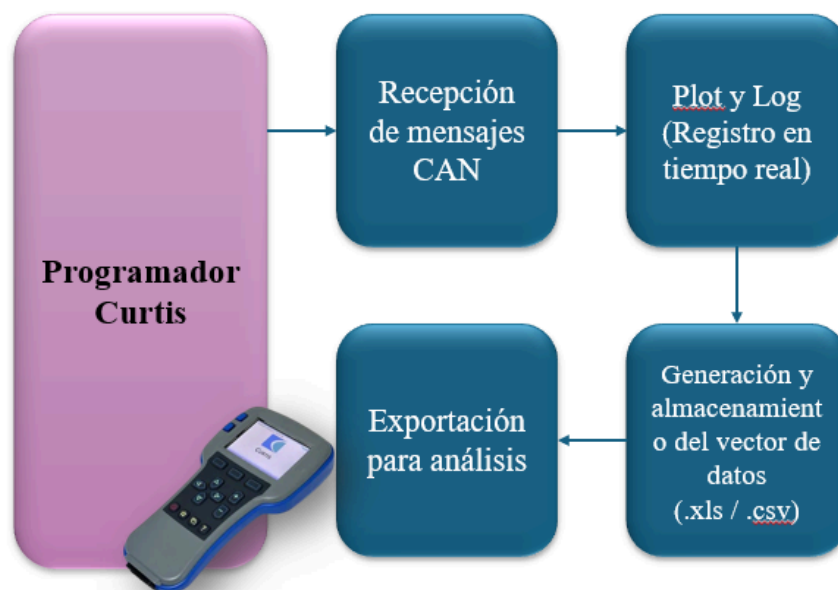 Programador
Curtis
Recepción
de mensajes
CAN
Plot y Log
(Registro en
tiempo real)
Generación y
almacenamient
o del vector de
datos
(.xls / .csv)
Exportación
para análisis
Curtis